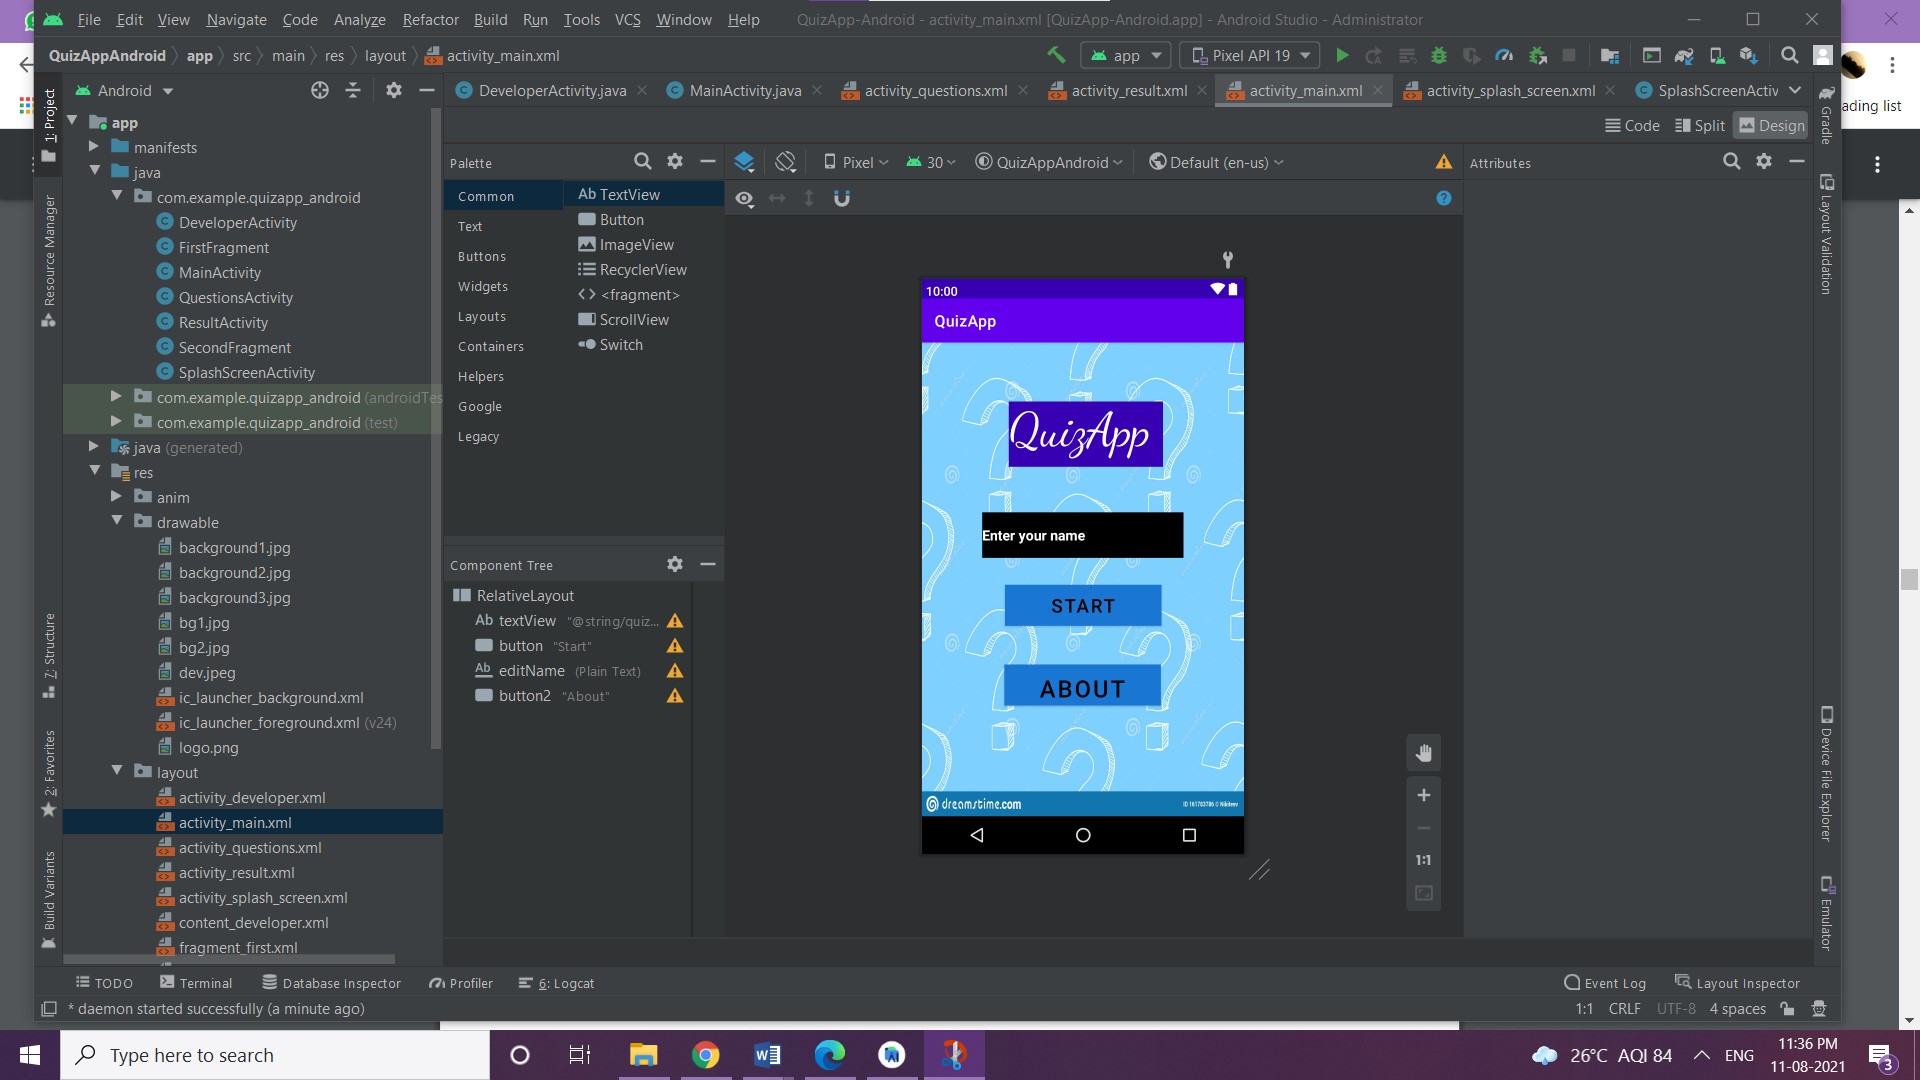 File Edit View Navigate Code Analyze Refactor Build Run Tools VCS Window Help QuizApp-Android - activity_main.xml [QuizApp-Android.app] - Android Studio - Administrator
QuizAppAndroid app src main res layout activity_main.xml app Pixel API 19
Android DeveloperActivity.java MainActivity.java activity_questions.xml activity_result.xml activity_main.xml activity_splash_screen.xml SplashScreenActiv
ading list
Code Split Design
Palette Pixel 30 QuizAppAndroid Default (en-us) Attributes
1: Project
Resource Manager
7: Structure
2: Favorites
Build Variants
app
manifests
java
com.example.quizapp_android
DeveloperActivity
FirstFragment
MainActivity
QuestionsActivity
ResultActivity
SecondFragment
SplashScreenActivity
com.example.quizapp_android (androidTes
com.example.quizapp_android (test)
java (generated)
res
anim
drawable
background1.jpg
background2.jpg
background3.jpg
bg1.jpg
bg2.jpg
dev.jpeg
ic_launcher_background.xml
ic_launcher_foreground.xml (v24)
logo.png
layout
activity_developer.xml
activity_main.xml
activity_questions.xml
activity_result.xml
activity_splash_screen.xml
content_developer.xml
fragment_first.xml
Common
Text
Buttons
Widgets
Layouts
Containers
Helpers
Google
Legacy
Ab TextView
Button
ImageView
RecyclerView
<fragment>
ScrollView
Switch
Component Tree
RelativeLayout
Ab textView "@string/quiz...
button "Start"
Ab editName (Plain Text)
button2 "About"
10:00
QuizApp
QuizApp
Enter your name
START
ABOUT
dreamstime.com ID 161783786 © Nikiteev
1:1
Gradle
Layout Validation
Device File Explorer
Emulator
TODO Terminal Database Inspector Profiler 6: Logcat Event Log Layout Inspector
* daemon started successfully (a minute ago) 1:1 CRLF UTF-8 4 spaces
Type here to search 26°C AQI 84 ENG 11:36 PM
11-08-2021
3